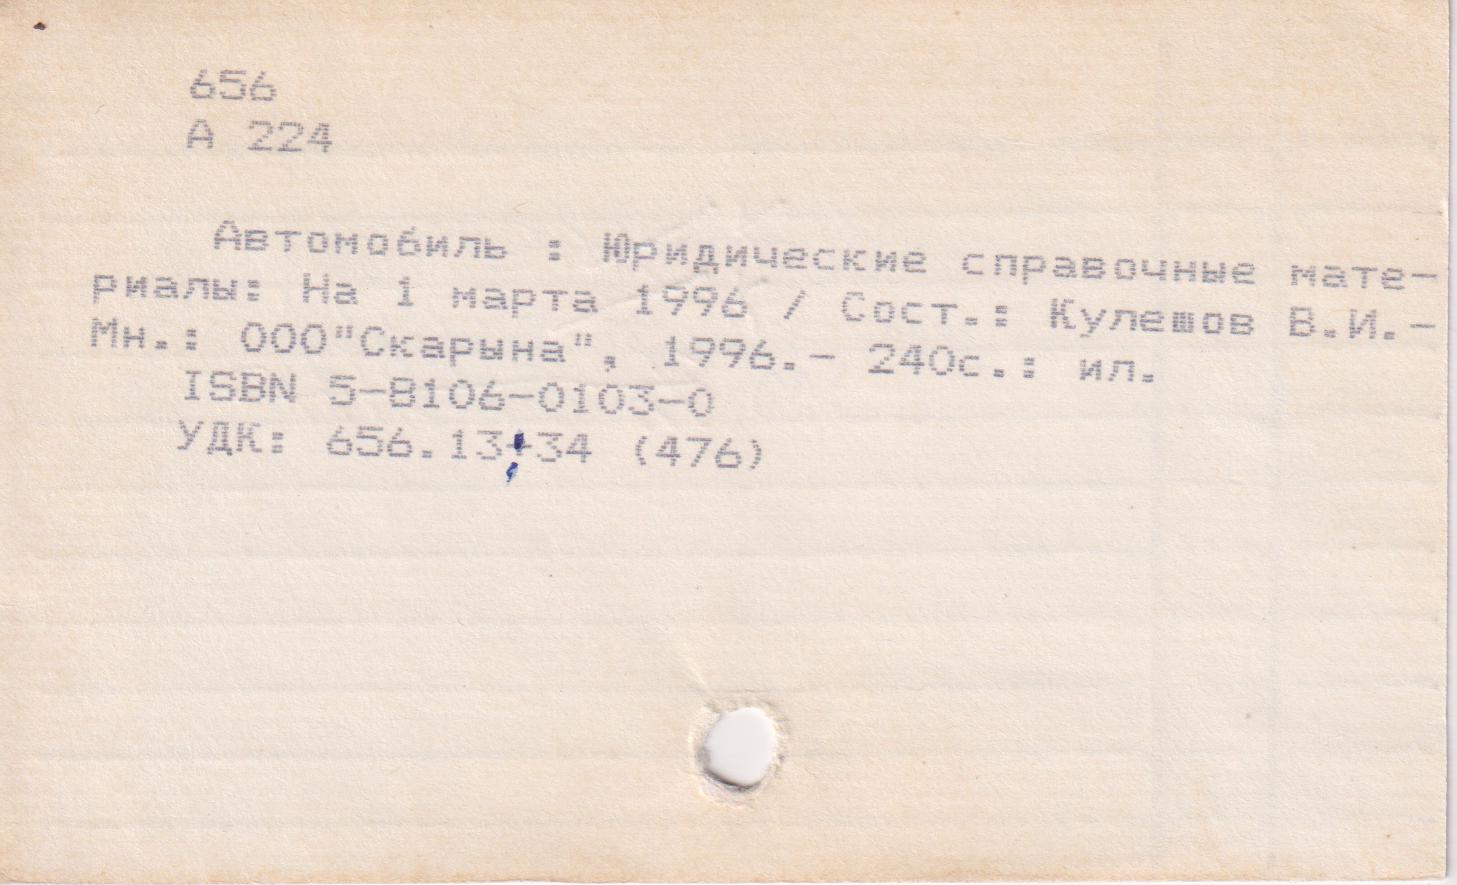 656
А 224
Автомобиль : Юридические справочные мате-
риалы: На 1 марта 1996 / Сост.: Кулешов В.И.-
Мн.: ООО"Скарына", 1996.- 240с.: ил.
ISBN 5-8106-0103-0
УДК: 656.13+34 (476)